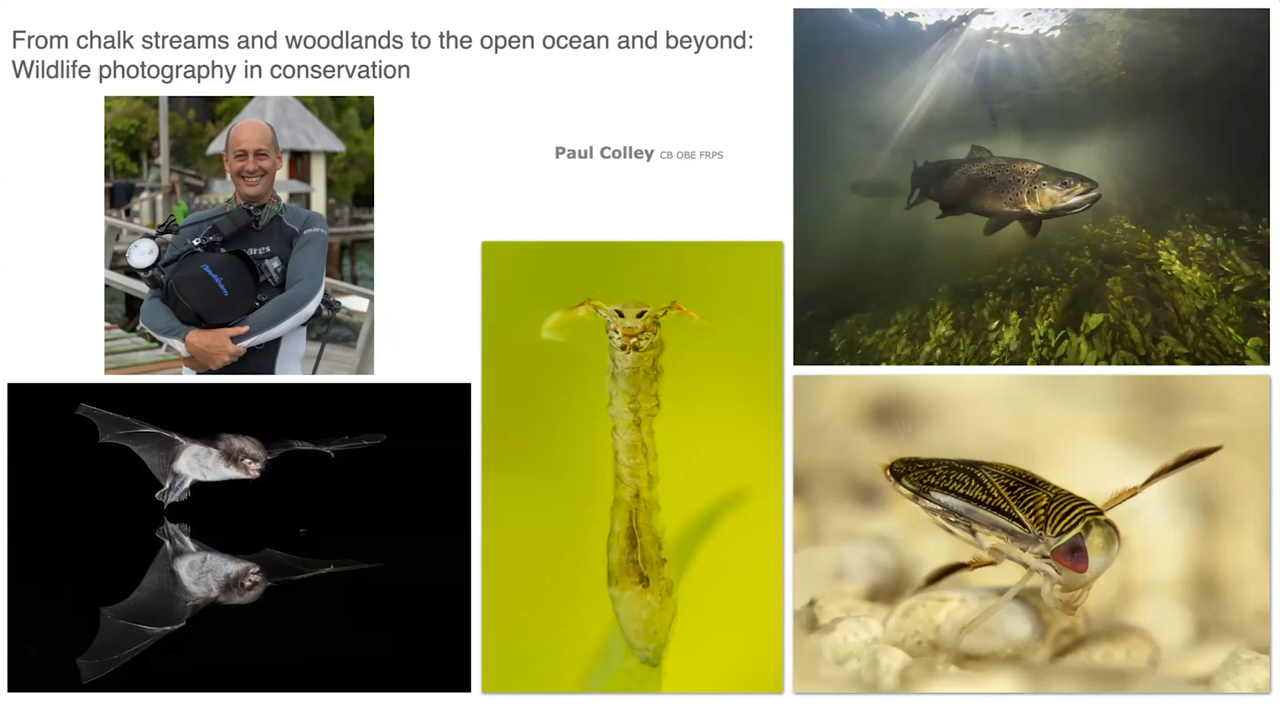 From chalk streams and woodlands to the open ocean and beyond:
Wildlife photography in conservation
Paul Colley CB OBE FRPS
nauticam